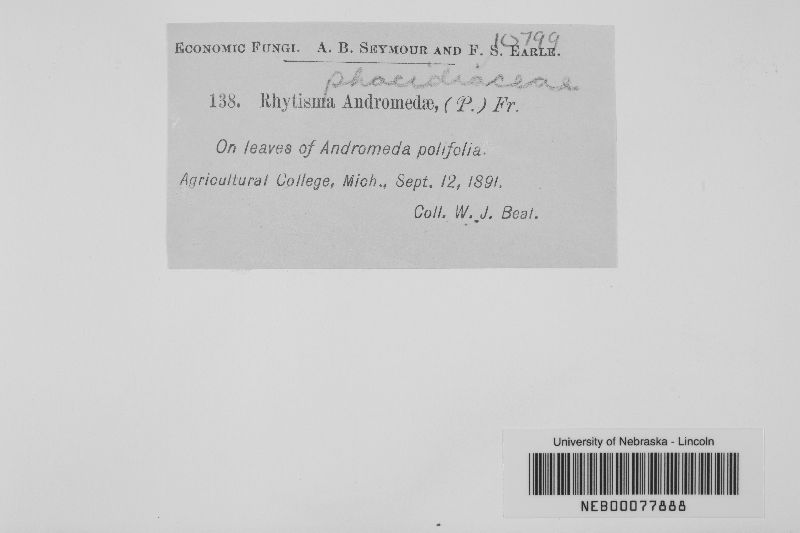 10799
ECONOMIC FUNGI. A. B. SEYMOUR AND F. S. EARLE.
phacidiaceae
138. Rhytisma Andromedæ, (P.) Fr.
On leaves of Andromeda polifolia.
Agricultural College, Mich., Sept. 12, 1891.
Coll. W. J. Beal.
University of Nebraska - Lincoln
NEB00077888